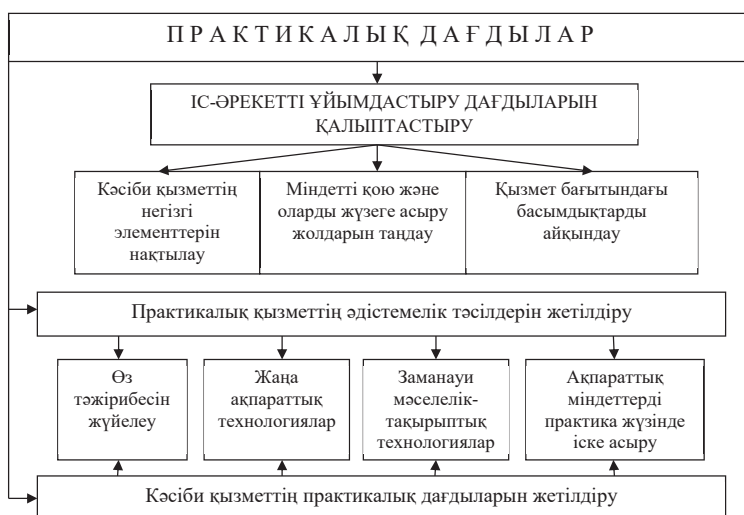 ПРАКТИКАЛЫҚ ДАҒДЫЛАР
ІС-ӘРЕКЕТТІ ҰЙЫМДАСТЫРУ ДАҒДЫЛАРЫН
ҚАЛЫПТАСТЫРУ
Кәсіби қызметтің
негізгі
элементтерін
нақтылау
Міндетті қою және
оларды жүзеге асыру
жолдарын таңдау
Қызмет бағытындағы
басымдықтарды
айқындау
Практикалық қызметтің әдістемелік тәсілдерін жетілдіру
Өз
тәжірибесін
жүйелеу
Жаңа
ақпараттық
технологиялар
Заманауи
мәселелік-
тақырыптық
технологиялар
Ақпараттық
міндеттерді
практика жүзінде
іске асыру
Кәсіби қызметтің практикалық дағдыларын жетілдіру